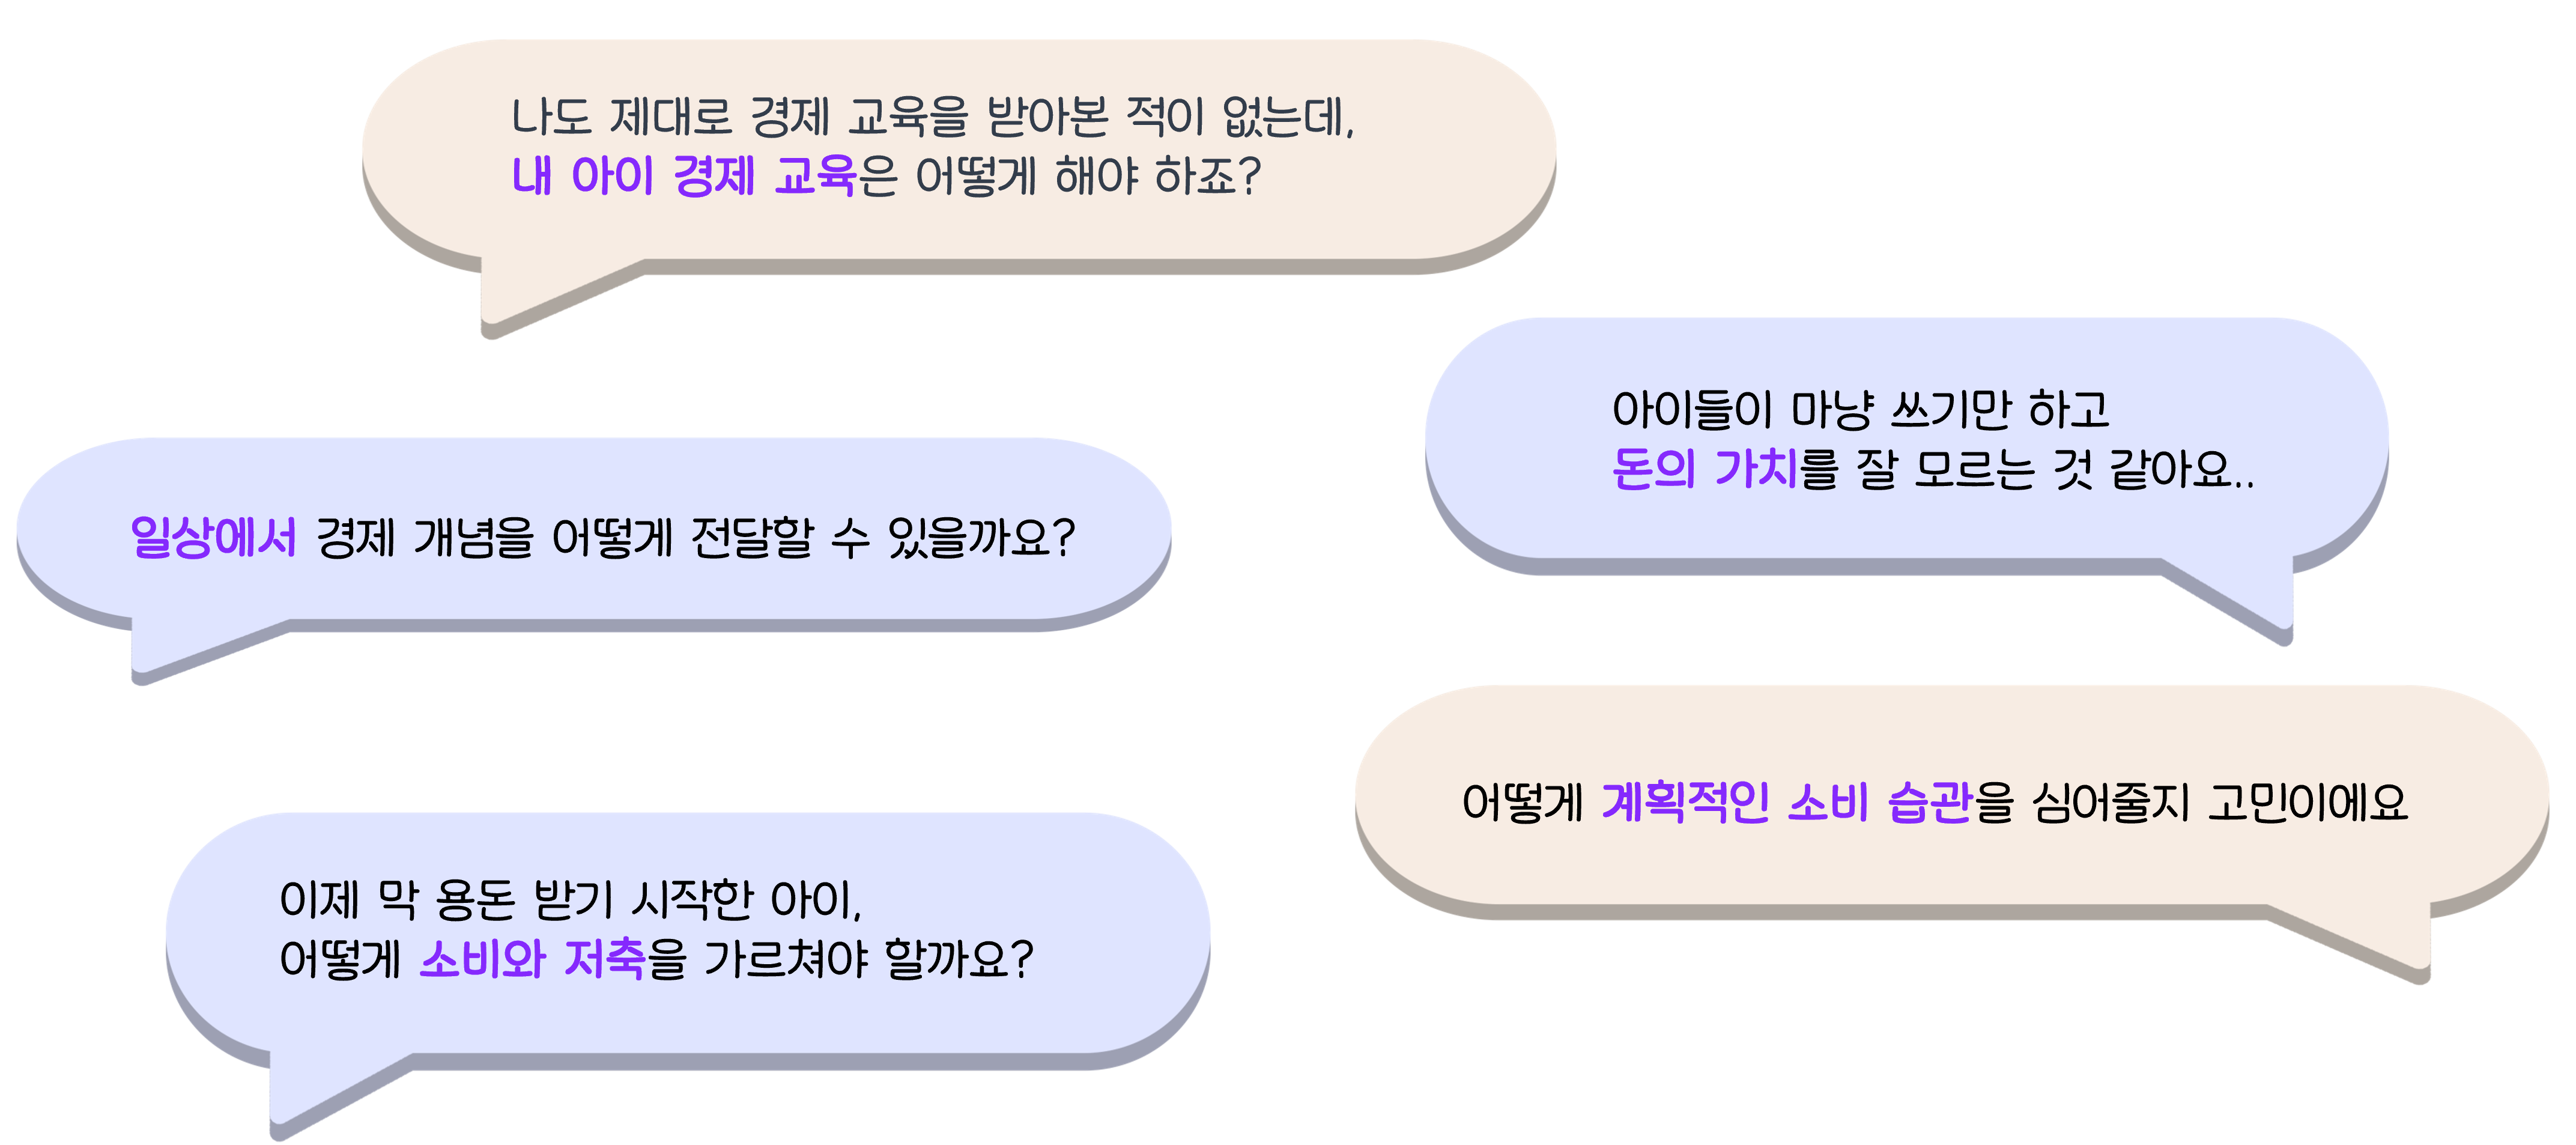 나도 제대로 경제 교육을 받아본 적이 없는데,
내 아이 경제 교육은 어떻게 해야 하죠?
아이들이 마냥 쓰기만 하고
돈의 가치를 잘 모르는 것 같아요..
일상에서 경제 개념을 어떻게 전달할 수 있을까요?
어떻게 계획적인 소비 습관을 심어줄지 고민이에요
이제 막 용돈 받기 시작한 아이,
어떻게 소비와 저축을 가르쳐야 할까요?